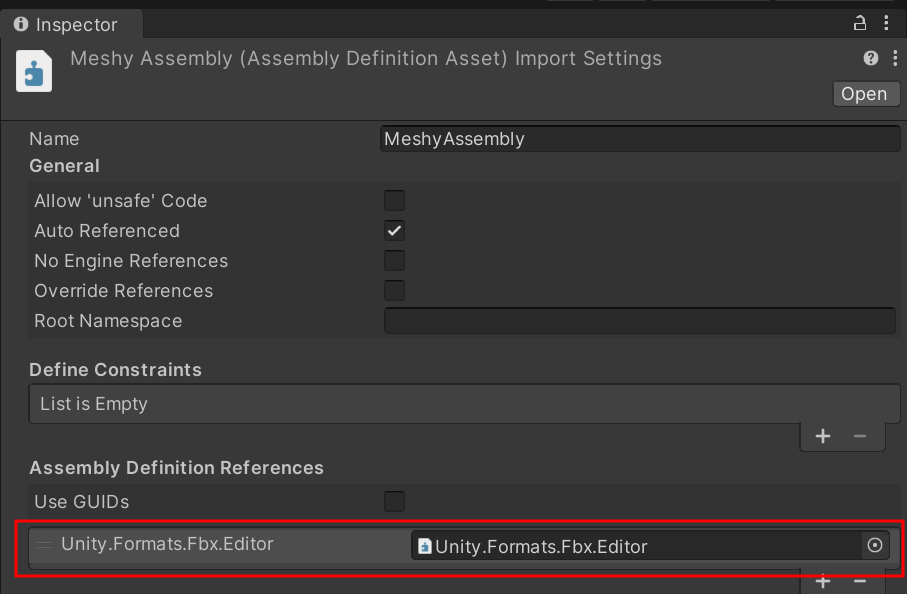 Inspector
Meshy Assembly (Assembly Definition Asset) Import Settings
Open
Name MeshyAssembly
General
Allow 'unsafe' Code
Auto Referenced
No Engine References
Override References
Root Namespace
Define Constraints
List is Empty
Assembly Definition References
Use GUIDs
Unity.Formats.Fbx.Editor Unity.Formats.Fbx.Editor